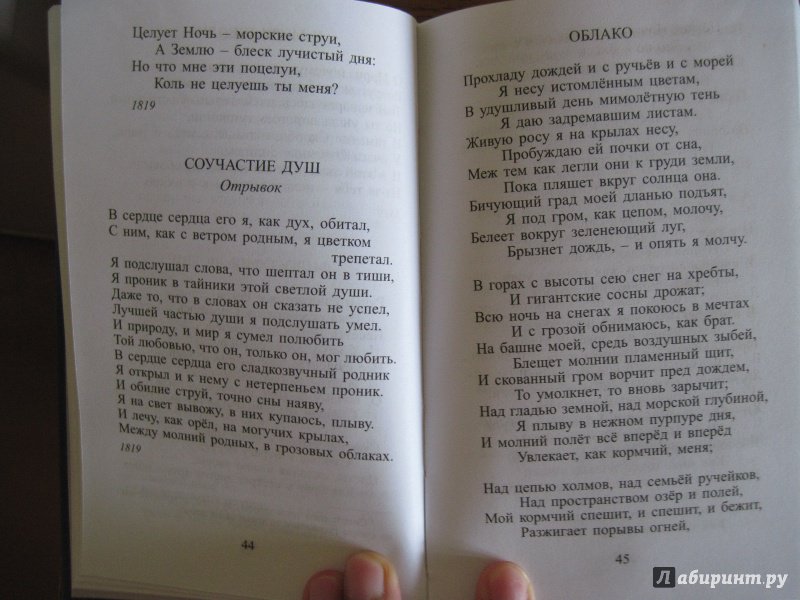 Целует Ночь – морские струи,
А Землю – блеск лучистый дня:
Но что мне эти поцелуи,
Коль не целуешь ты меня?
1819
СОУЧАСТИЕ ДУШ
Отрывок
В сердце сердца его я, как дух, обитал,
С ним, как с ветром родным, я цветком
трепетал.
Я подслушал слова, что шептал он в тиши,
Я проник в тайники этой светлой души.
Даже то, что в словах он сказать не успел,
Лучшей частью души я подслушать умел.
И природу, и мир я сумел полюбить
Той любовью, что он, только он, мог любить.
В сердце сердца его сладкозвучный родник
Я открыл и к нему с нетерпеньем проник.
И обилие струй, точно сны наяву,
Я на свет вывожу, в них купаюсь, плыву.
И лечу, как орёл, на могучих крылах,
Между молний родных, в грозовых облаках.
1819
44
ОБЛАКО
Прохладу дождей и с ручьёв и с морей
Я несу истомлённым цветам,
В удушливый день мимолётную тень
Я даю задремавшим листам.
Живую росу я на крыльях несу,
Пробуждаю ей почки от сна,
Меж тем как легли они к груди земли,
Пока пляшет вкруг солнца она.
Бичующий град моей дланью подъят,
Я под гром, как цепом, молочу,
Белеет вокруг зеленеющий луг,
Брызнет дождь, – и опять я молчу.
В горах с высоты сею снег на хребты,
И гигантские сосны дрожат;
Всю ночь на снегах я покоюсь в мечтах
И с грозой обнимаюсь, как брат.
На башне моей, средь воздушных зыбей,
Блещет молнии пламенный щит,
И скованный гром ворчит пред дождем,
То умолкнет, то вновь зарычит;
Над гладью земной, над морской глубиной,
Я плыву в нежном пурпуре дня,
И молний полёт всё вперёд и вперёд
Увлекает, как кормчий, меня;
Над цепью холмов, над семьёй ручейков,
Над пространством озёр и полей,
Мой кормчий спешит, и спешит, и бежит,
Разжигает порывы огней,
45
Лабиринт.ру